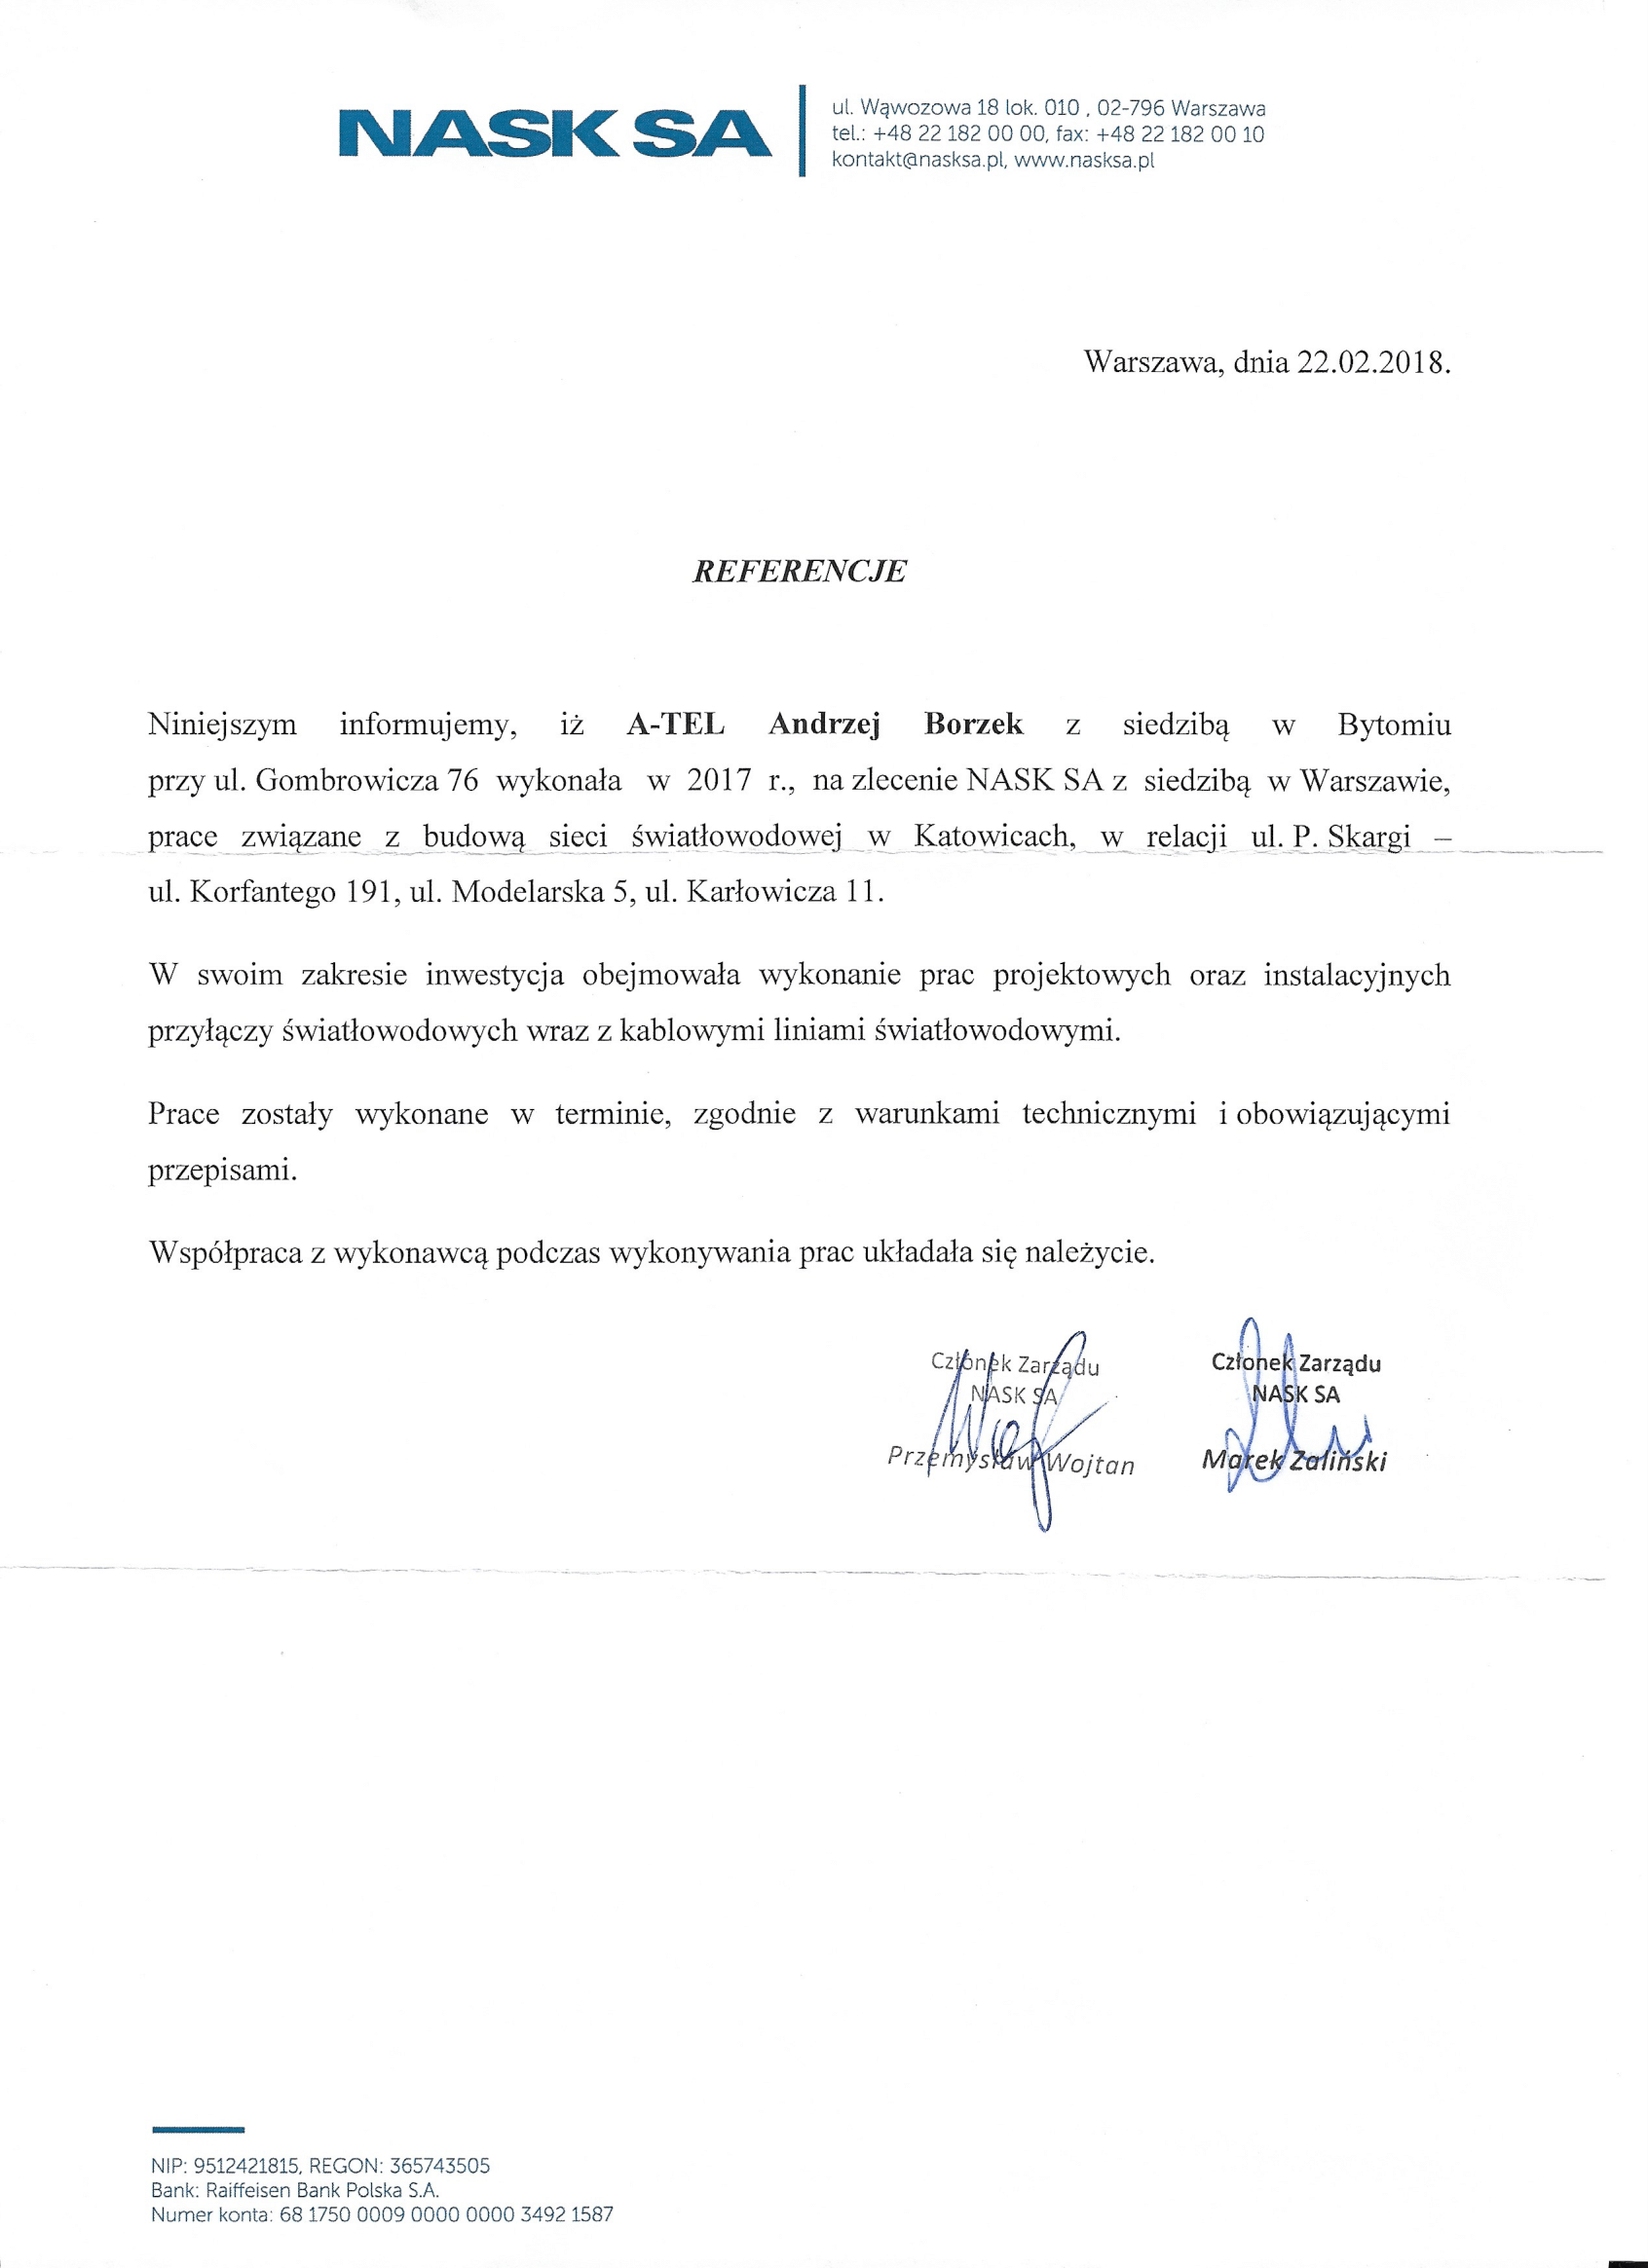 NASK SA
ul. Wąwozowa 18 lok. 010 , 02-796 Warszawa
tel.: +48 22 182 00 00, fax: +48 22 182 00 10
kontakt@nasksa.pl, www.nasksa.pl
Warszawa, dnia 22.02.2018.
REFERENCJE
Niniejszym informujemy, iż A-TEL Andrzej Borzek z siedzibą w Bytomiu
przy ul. Gombrowicza 76 wykonała w 2017 r., na zlecenie NASK SA z siedzibą w Warszawie,
prace związane z budową sieci światłowodowej w Katowicach, w relacji ul. P. Skargi –
ul. Korfantego 191, ul. Modelarska 5, ul. Karłowicza 11.
W swoim zakresie inwestycja obejmowała wykonanie prac projektowych oraz instalacyjnych
przyłączy światłowodowych wraz z kablowymi liniami światłowodowymi.
Prace zostały wykonane w terminie, zgodnie z warunkami technicznymi i obowiązującymi
przepisami.
Współpraca z wykonawcą podczas wykonywania prac układała się należycie.
Członek Zarządu
NASK SA
Przemysław Wojtan
Członek Zarządu
NASK SA
Marek Zaliński
NIP: 9512421815, REGON: 365743505
Bank: Raiffeisen Bank Polska S.A.
Numer konta: 68 1750 0009 0000 0000 3492 1587